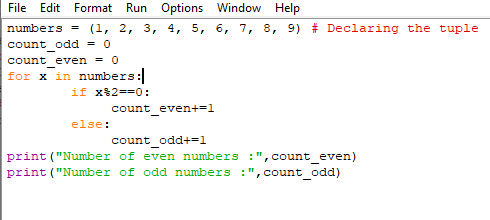 File Edit Format Run Options Window Help
numbers = (1, 2, 3, 4, 5, 6, 7, 8, 9) # Declaring the tuple
count_odd = 0
count_even = 0
for x in numbers:
        if x%2==0:
             count_even+=1
        else:
             count_odd+=1
print("Number of even numbers :",count_even)
print("Number of odd numbers :",count_odd)